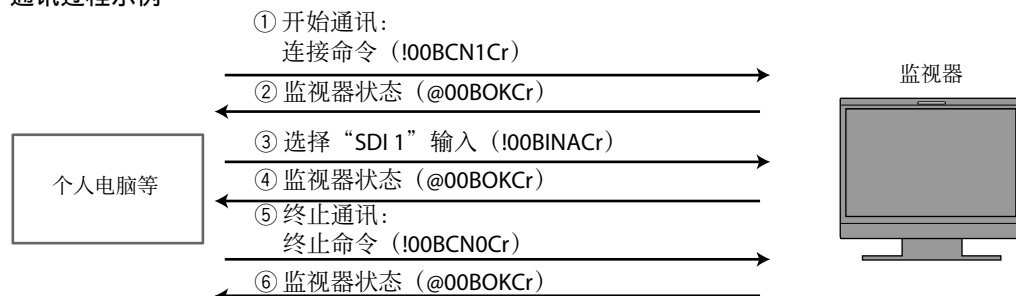 通讯过程示例
① 开始通讯：
连接命令（!00BCN1Cr）
监视器
② 监视器状态（@00BOKCr）
③ 选择“SDI 1”输入（!00BINACr）
个人电脑等
④ 监视器状态（@00BOKCr）
⑤ 终止通讯：
终止命令（!00BCN0Cr）
⑥ 监视器状态（@00BOKCr）